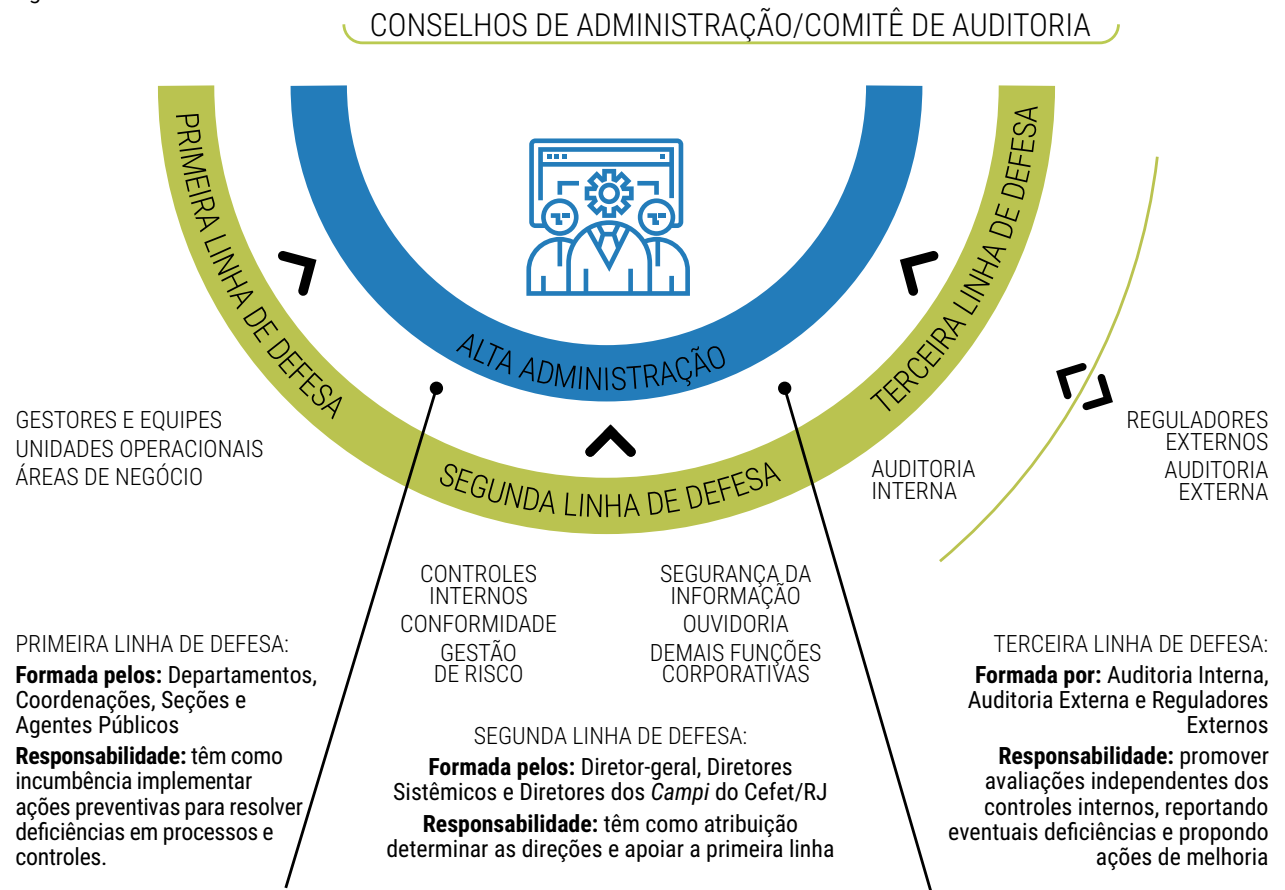 CONSELHOS DE ADMINISTRAÇÃO/COMITÊ DE AUDITORIA
PRIMEIRA LINHA DE DEFESA
ALTA ADMINISTRAÇÃO
SEGUNDA LINHA DE DEFESA
TERCEIRA LINHA DE DEFESA
GESTORES E EQUIPES
UNIDADES OPERACIONAIS
ÁREAS DE NEGÓCIO
AUDITORIA
INTERNA
REGULADORES
EXTERNOS
AUDITORIA
EXTERNA
CONTROLES
INTERNOS
CONFORMIDADE
GESTÃO
DE RISCO
SEGURANÇA DA
INFORMAÇÃO
OUVIDORIA
DEMAIS FUNÇÕES
CORPORATIVAS
PRIMEIRA LINHA DE DEFESA:
Formada pelos: Departamentos,
Coordenações, Seções e
Agentes Públicos
Responsabilidade: têm como
incumbência implementar
ações preventivas para resolver
deficiências em processos e
controles.
SEGUNDA LINHA DE DEFESA:
Formada pelos: Diretor-geral, Diretores
Sistêmicos e Diretores dos Campi do Cefet/RJ
Responsabilidade: têm como atribuição
determinar as direções e apoiar a primeira linha
TERCEIRA LINHA DE DEFESA:
Formada por: Auditoria Interna,
Auditoria Externa e Reguladores
Externos
Responsabilidade: promover
avaliações independentes dos
controles internos, reportando
eventuais deficiências e propondo
ações de melhoria